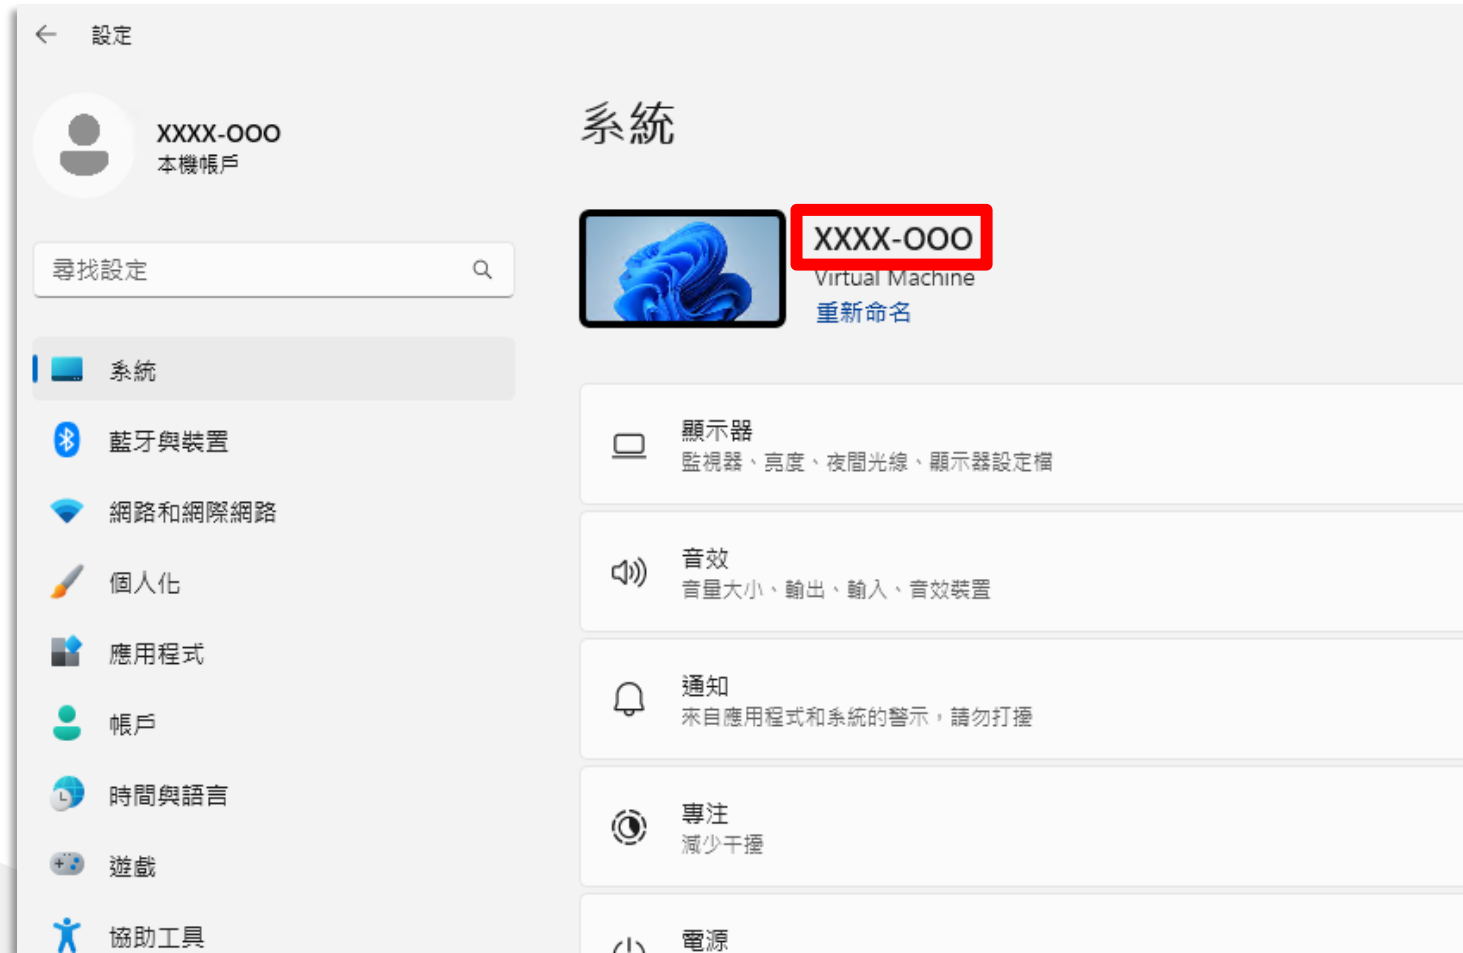 設定
XXXX-OOO
本機帳戶
尋找設定
系統
藍牙與裝置
網路和網際網路
個人化
應用程式
帳戶
時間與語言
遊戲
協助工具
系統
XXXX-OOO
Virtual Machine
重新命名
顯示器
監視器、亮度、夜間光線、顯示器設定檔
音效
音量大小、輸出、輸入、音效裝置
通知
來自應用程式和系統的警示，請勿打擾
專注
減少干擾
電源